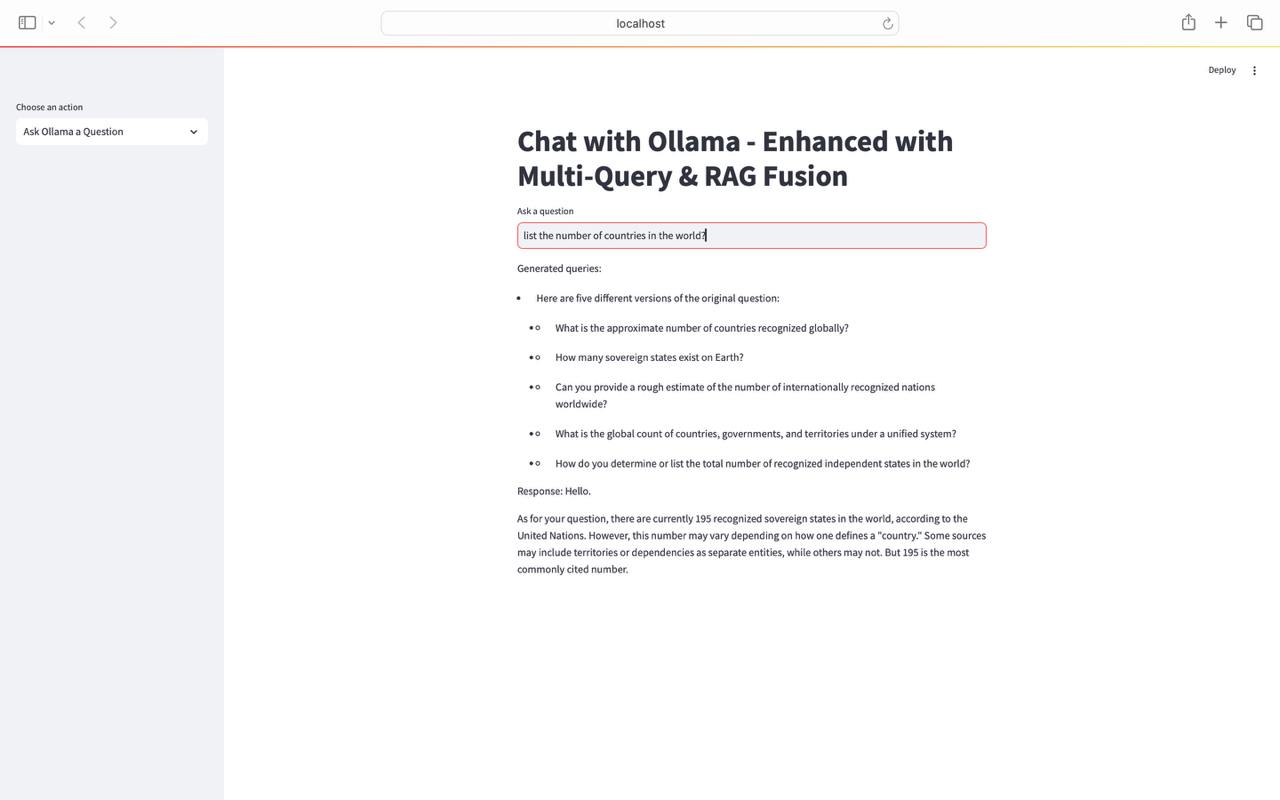 localhost
Deploy
Choose an action
Ask Ollama a Question
Chat with Ollama - Enhanced with
Multi-Query & RAG Fusion
Ask a question
list the number of countries in the world?
Generated queries:
Here are five different versions of the original question:
What is the approximate number of countries recognized globally?
How many sovereign states exist on Earth?
Can you provide a rough estimate of the number of internationally recognized nations
worldwide?
What is the global count of countries, governments, and territories under a unified system?
How do you determine or list the total number of recognized independent states in the world?
Response: Hello.
As for your question, there are currently 195 recognized sovereign states in the world, according to the
United Nations. However, this number may vary depending on how one defines a "country." Some sources
may include territories or dependencies as separate entities, while others may not. But 195 is the most
commonly cited number.